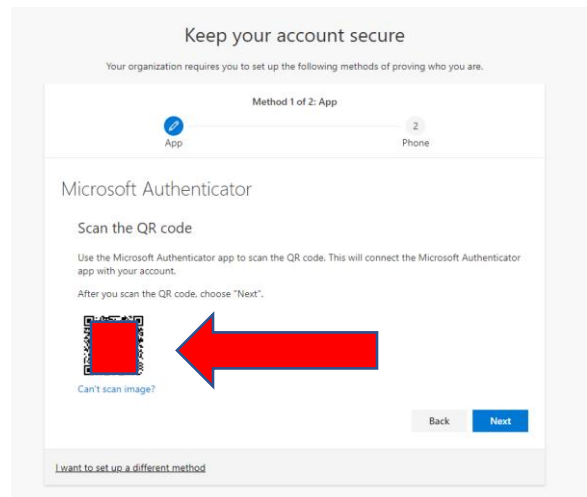 Keep your account secure
Your organization requires you to set up the following methods of proving who you are.
Method 1 of 2: App
2
App
Phone
Microsoft Authenticator
Scan the QR code
Use the Microsoft Authenticator app to scan the QR code. This will connect the Microsoft Authenticator
app with your account.
After you scan the QR code, choose "Next".
Can't scan image?
Back
Next
I want to set up a different method